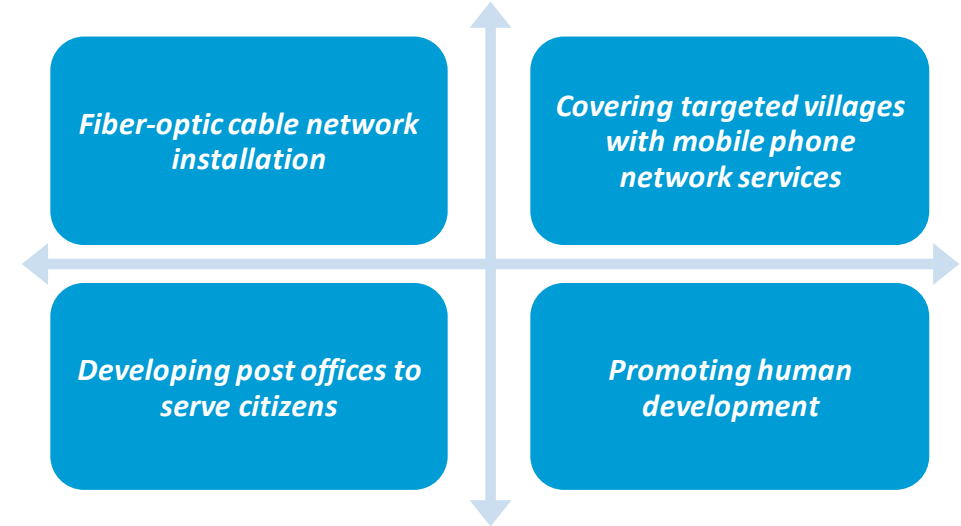 Fiber-optic cable network
installation
Covering targeted villages
with mobile phone
network services
Developing post offices to
serve citizens
Promoting human
development